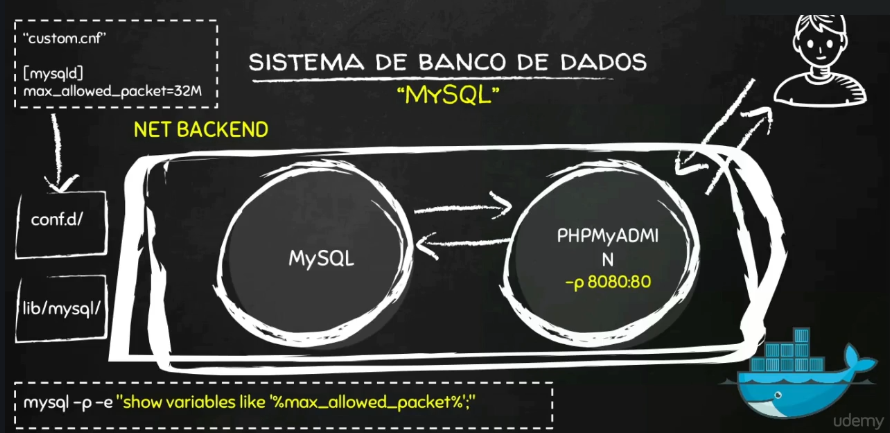 "custom.cnf"
[mysqld]
max_allowed_packet=32M
SISTEMA DE BANCO DE DADOS
"MySQL"
NET BACKEND
conf.d/
lib/mysql/
MySQL
PHPMyADMI
N
-p 8080:80
mysql -p -e "show variables like '%max_allowed_packet%';"
udemy